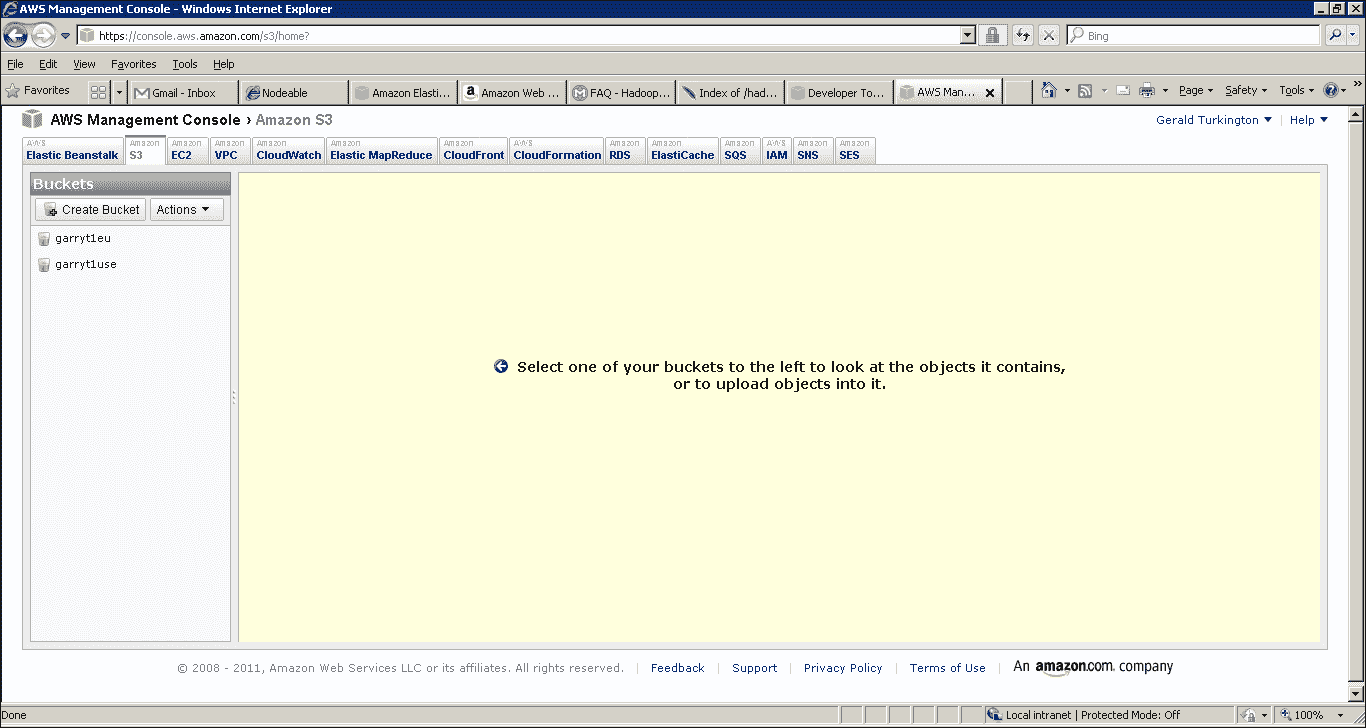 AWS Management Console - Windows Internet Explorer
https://console.aws.amazon.com/s3/home?
Bing
File Edit View Favorites Tools Help
Favorites
Gmail - Inbox
Nodeable
Amazon Elasti...
Amazon Web ...
FAQ - Hadoop...
Index of /had...
Developer To...
AWS Man...
Page Safety Tools
AWS Management Console › Amazon S3
Gerald Turkington Help
AWS Elastic Beanstalk
Amazon S3
Amazon EC2
Amazon VPC
Amazon CloudWatch
Amazon Elastic MapReduce
Amazon CloudFront
AWS CloudFormation
Amazon RDS
Amazon ElastiCache
Amazon SQS
AWS IAM
Amazon SNS
Amazon SES
Buckets
Create Bucket Actions
garryt1eu
garryt1use
Select one of your buckets to the left to look at the objects it contains,
or to upload objects into it.
© 2008 - 2011, Amazon Web Services LLC or its affiliates. All rights reserved. | Feedback | Support | Privacy Policy | Terms of Use | An amazon.com. company
Done
Local intranet | Protected Mode: Off
100%